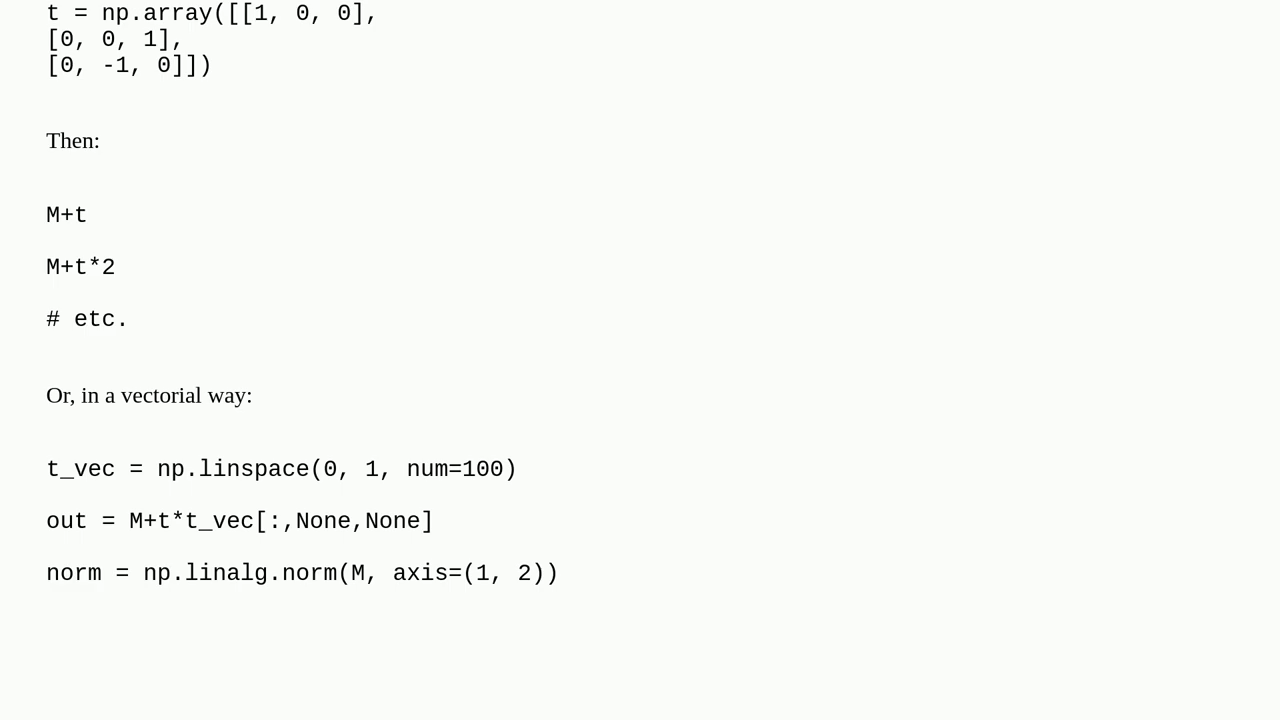 t = np.array([[1, 0, 0],
[0, 0, 1],
[0, -1, 0]])
Then:
M+t
M+t*2
# etc.
Or, in a vectorial way:
t_vec = np.linspace(0, 1, num=100)
out = M+t*t_vec[:,None,None]
norm = np.linalg.norm(M, axis=(1, 2))